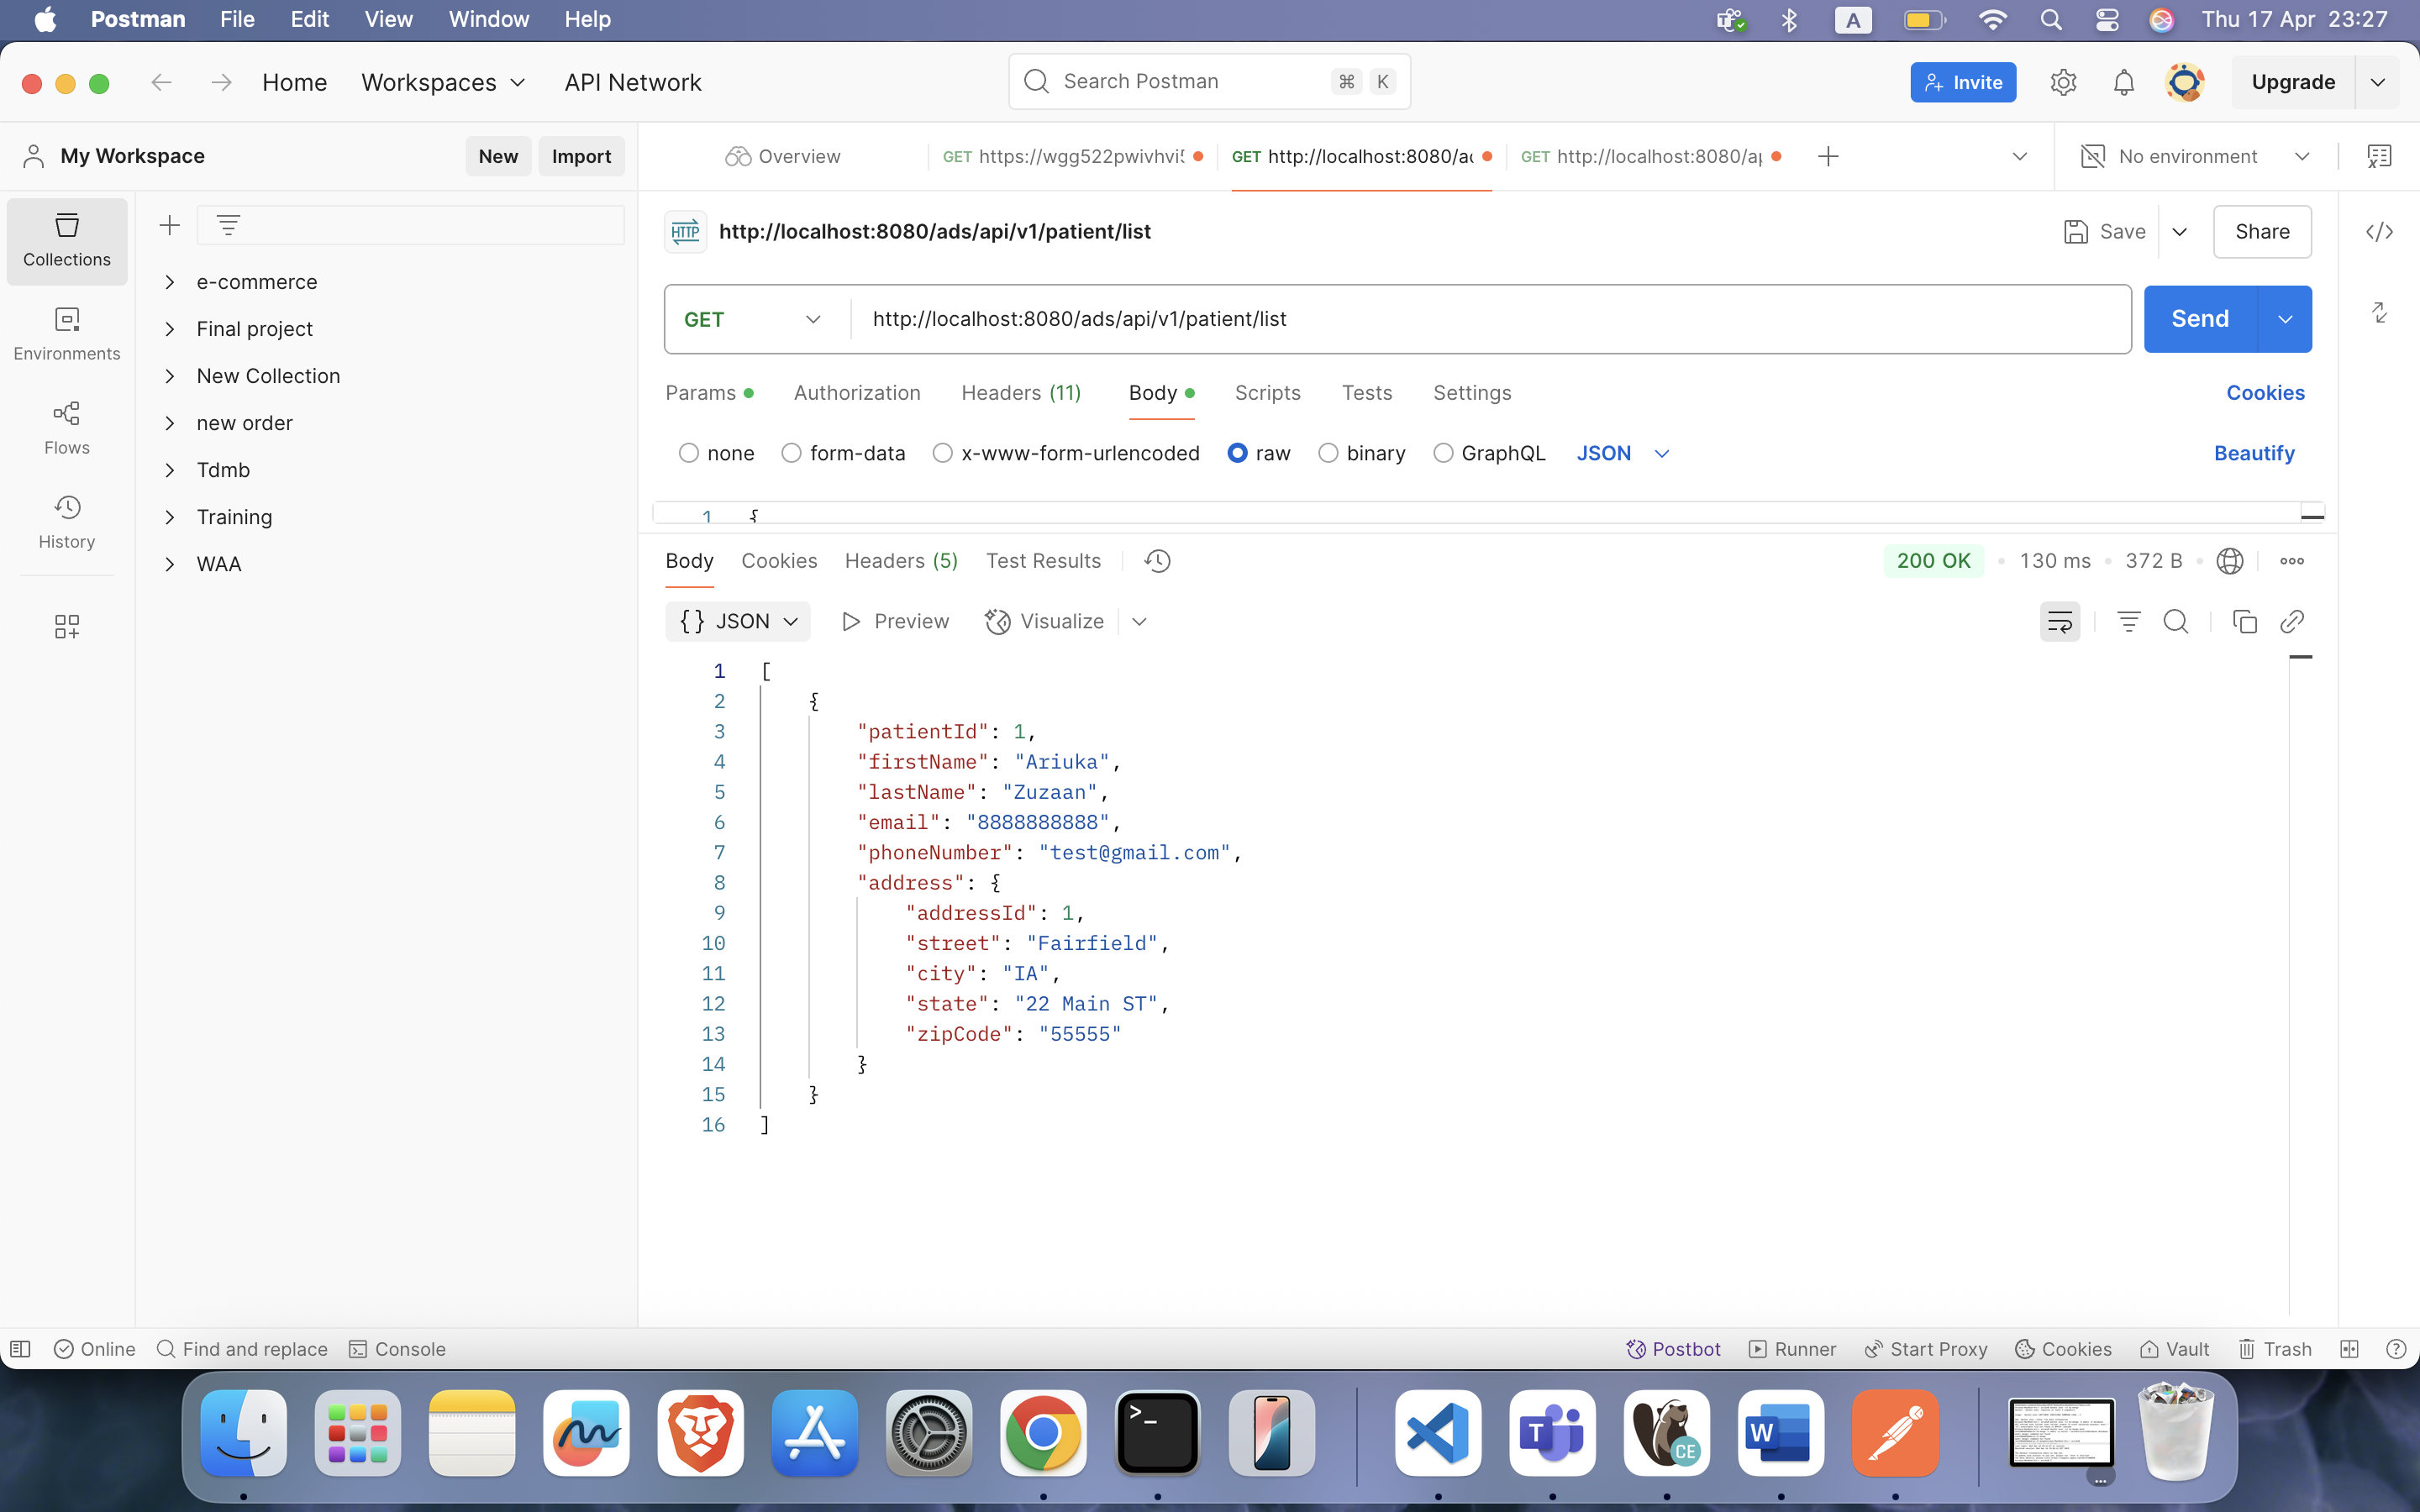 Postman File Edit View Window Help
A
Thu 17 Apr 23:27
Home Workspaces API Network
Search Postman ⌘ K
Invite
Upgrade
My Workspace New Import
Overview
GET https://wgg522pwivhvi5
GET http://localhost:8080/ad
GET http://localhost:8080/ap
No environment
HTTP http://localhost:8080/ads/api/v1/patient/list
Save Share
Collections
Environments
Flows
History
e-commerce
Final project
New Collection
new order
Tdmb
Training
WAA
GET http://localhost:8080/ads/api/v1/patient/list Send
Params Authorization Headers (11) Body Scripts Tests Settings Cookies
none form-data x-www-form-urlencoded raw binary GraphQL JSON Beautify
1 {
Body Cookies Headers (5) Test Results 200 OK 130 ms 372 B
{} JSON Preview Visualize
1 [
2 {
3 "patientId": 1,
4 "firstName": "Ariuka",
5 "lastName": "Zuzaan",
6 "email": "8888888888",
7 "phoneNumber": "test@gmail.com",
8 "address": {
9 "addressId": 1,
10 "street": "Fairfield",
11 "city": "IA",
12 "state": "22 Main ST",
13 "zipCode": "55555"
14 }
15 }
16 ]
Online Find and replace Console Postbot Runner Start Proxy Cookies Vault Trash
>_
T
CE
W